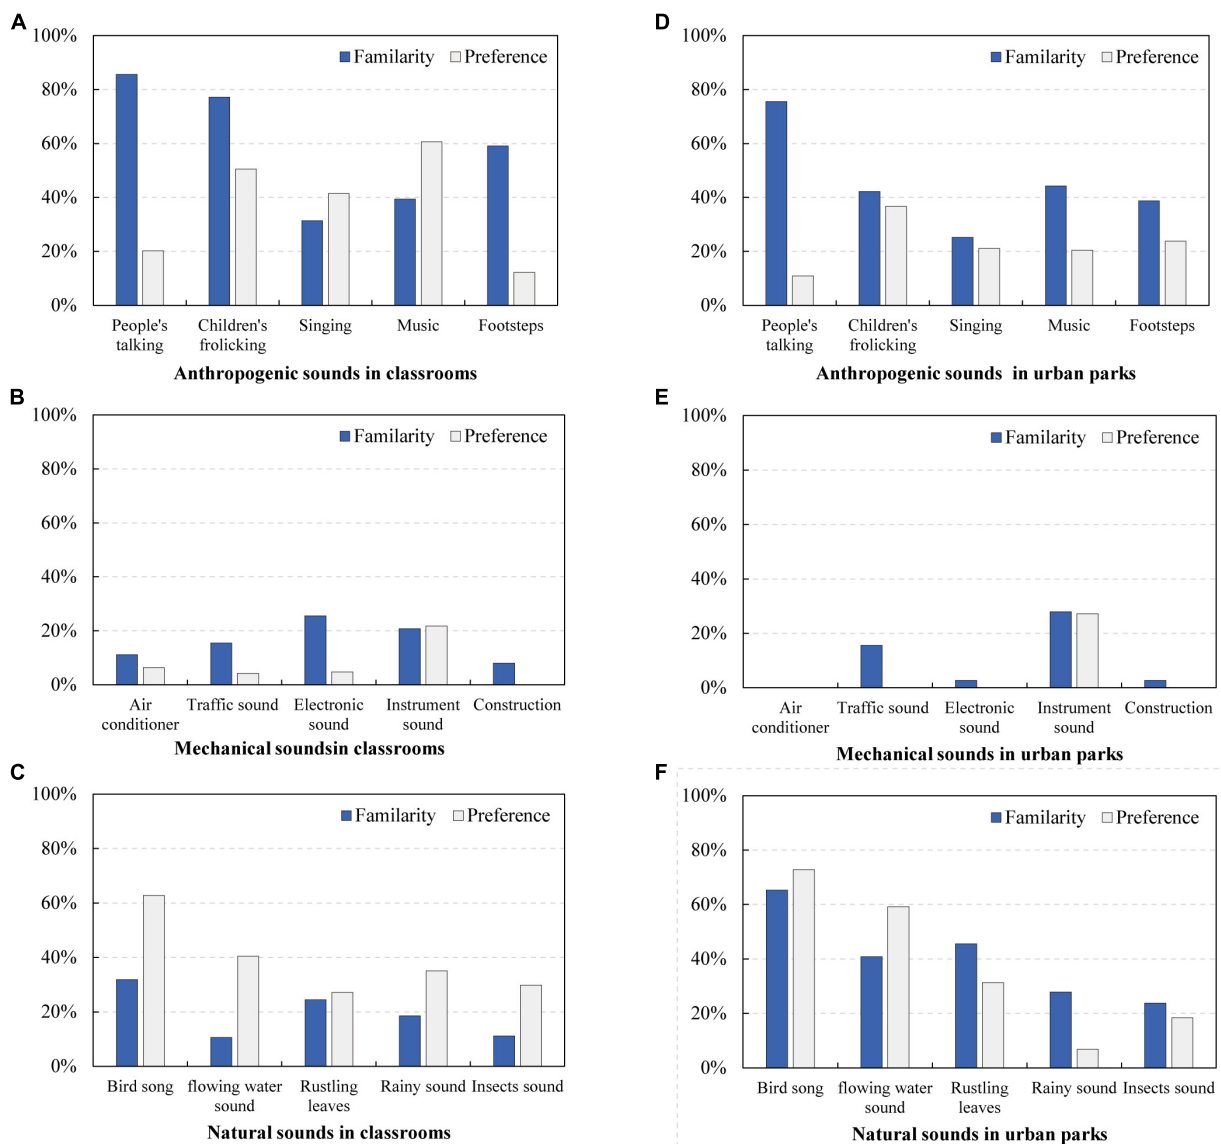 A
100%
80%
60%
40%
20%
0%
Familarity Preference
People's talking
Children's frolicking
Singing
Music
Footsteps
Anthropogenic sounds in classrooms
D
100%
80%
60%
40%
20%
0%
Familarity Preference
People's talking
Children's frolicking
Singing
Music
Footsteps
Anthropogenic sounds in urban parks
B
100%
80%
60%
40%
20%
0%
Familarity Preference
Air conditioner
Traffic sound
Electronic sound
Instrument sound
Construction
Mechanical soundsin classrooms
E
100%
80%
60%
40%
20%
0%
Familarity Preference
Air conditioner
Traffic sound
Electronic sound
Instrument sound
Construction
Mechanical sounds in urban parks
C
100%
80%
60%
40%
20%
0%
Familarity Preference
Bird song
flowing water sound
Rustling leaves
Rainy sound
Insects sound
Natural sounds in classrooms
F
100%
80%
60%
40%
20%
0%
Familarity Preference
Bird song
flowing water sound
Rustling leaves
Rainy sound
Insects sound
Natural sounds in urban parks